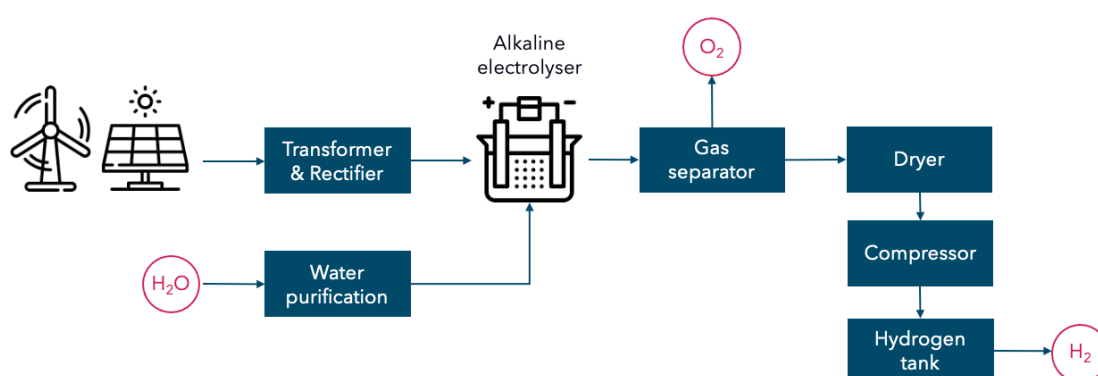 Alkaline
electrolyser
+ −
O₂
Transformer
& Rectifier
Gas
separator
Dryer
H₂O
Water
purification
Compressor
Hydrogen
tank
H₂